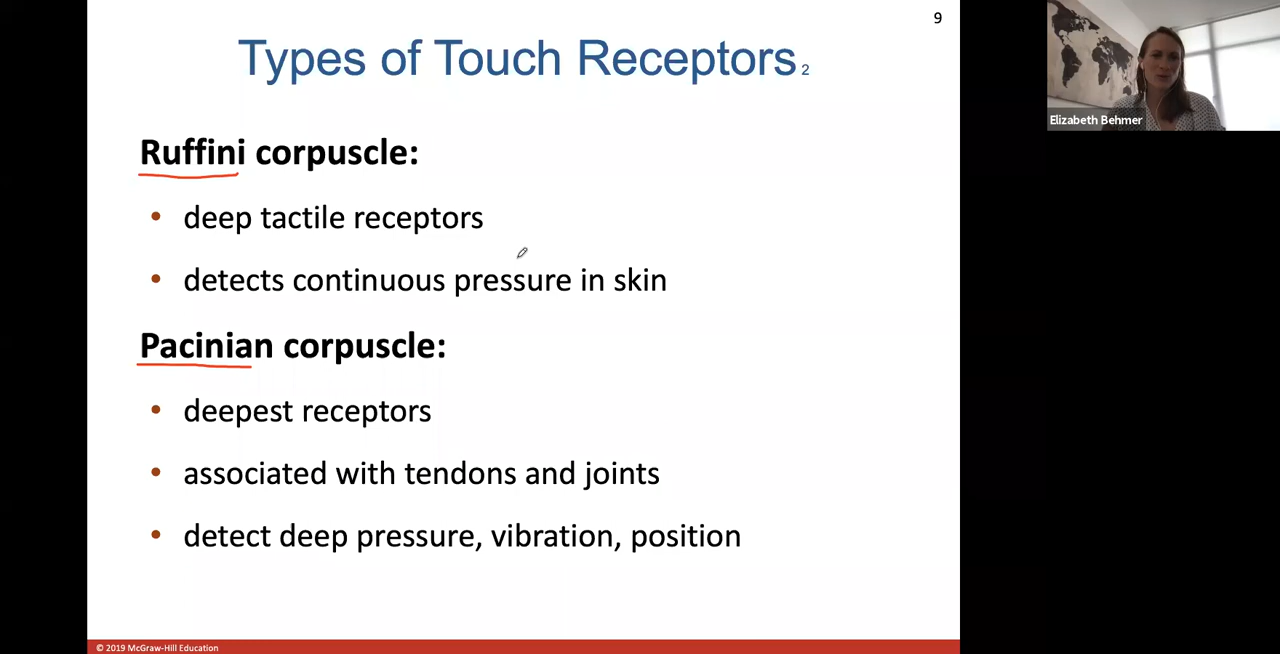 9
Types of Touch Receptors 2
Elizabeth Behmer
Ruffini corpuscle:
• deep tactile receptors
• detects continuous pressure in skin
Pacinian corpuscle:
• deepest receptors
• associated with tendons and joints
• detect deep pressure, vibration, position
© 2019 McGraw-Hill Education